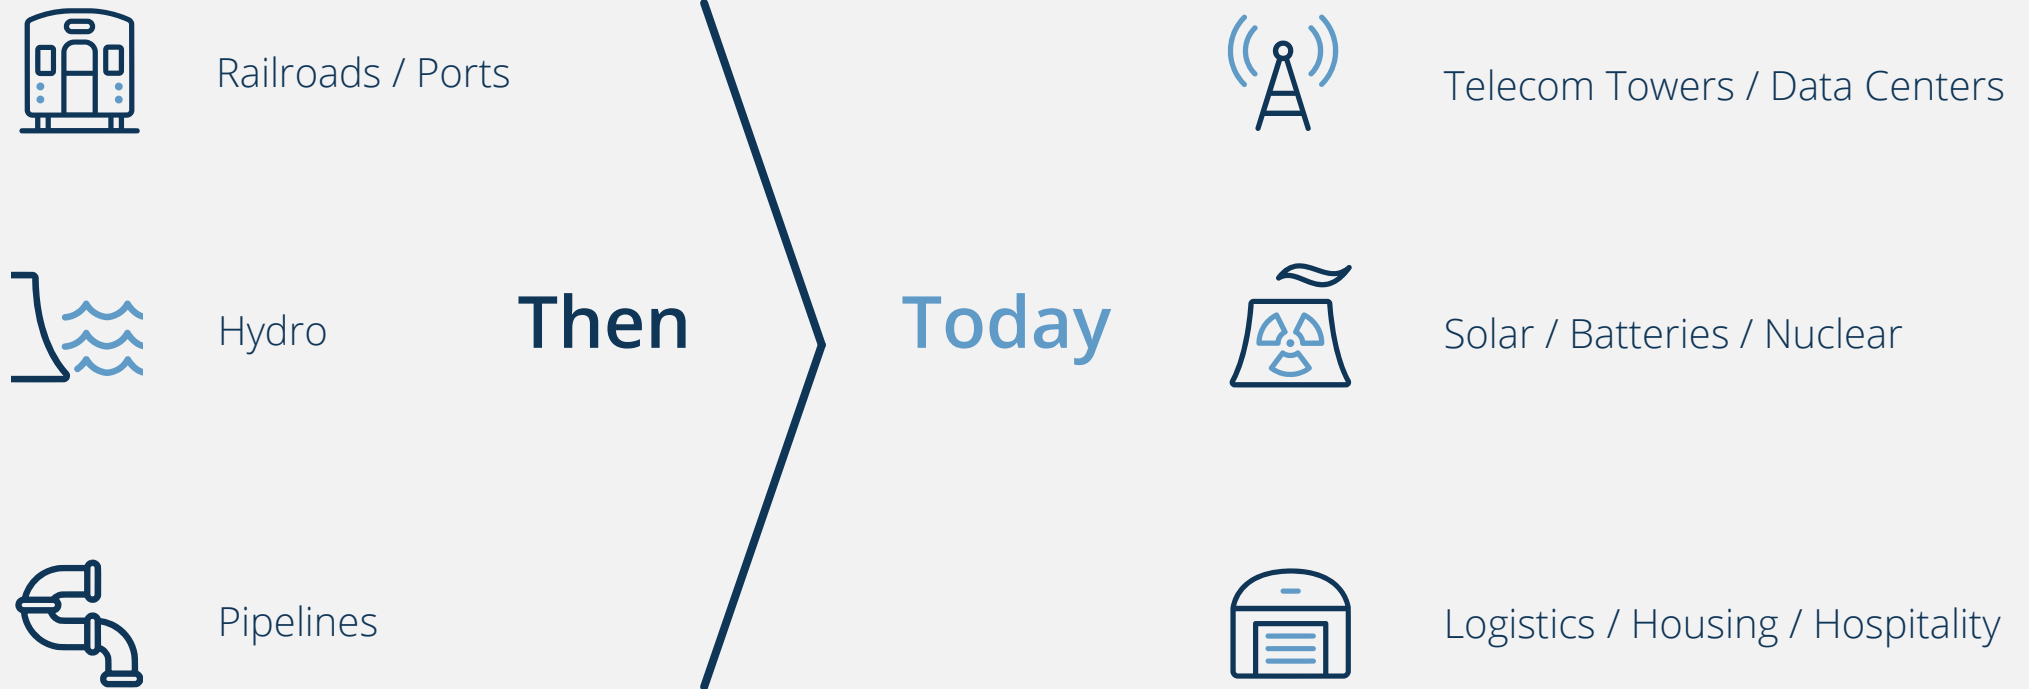 Railroads / Ports
Hydro
Pipelines
Then
Today
Telecom Towers / Data Centers
Solar / Batteries / Nuclear
Logistics / Housing / Hospitality